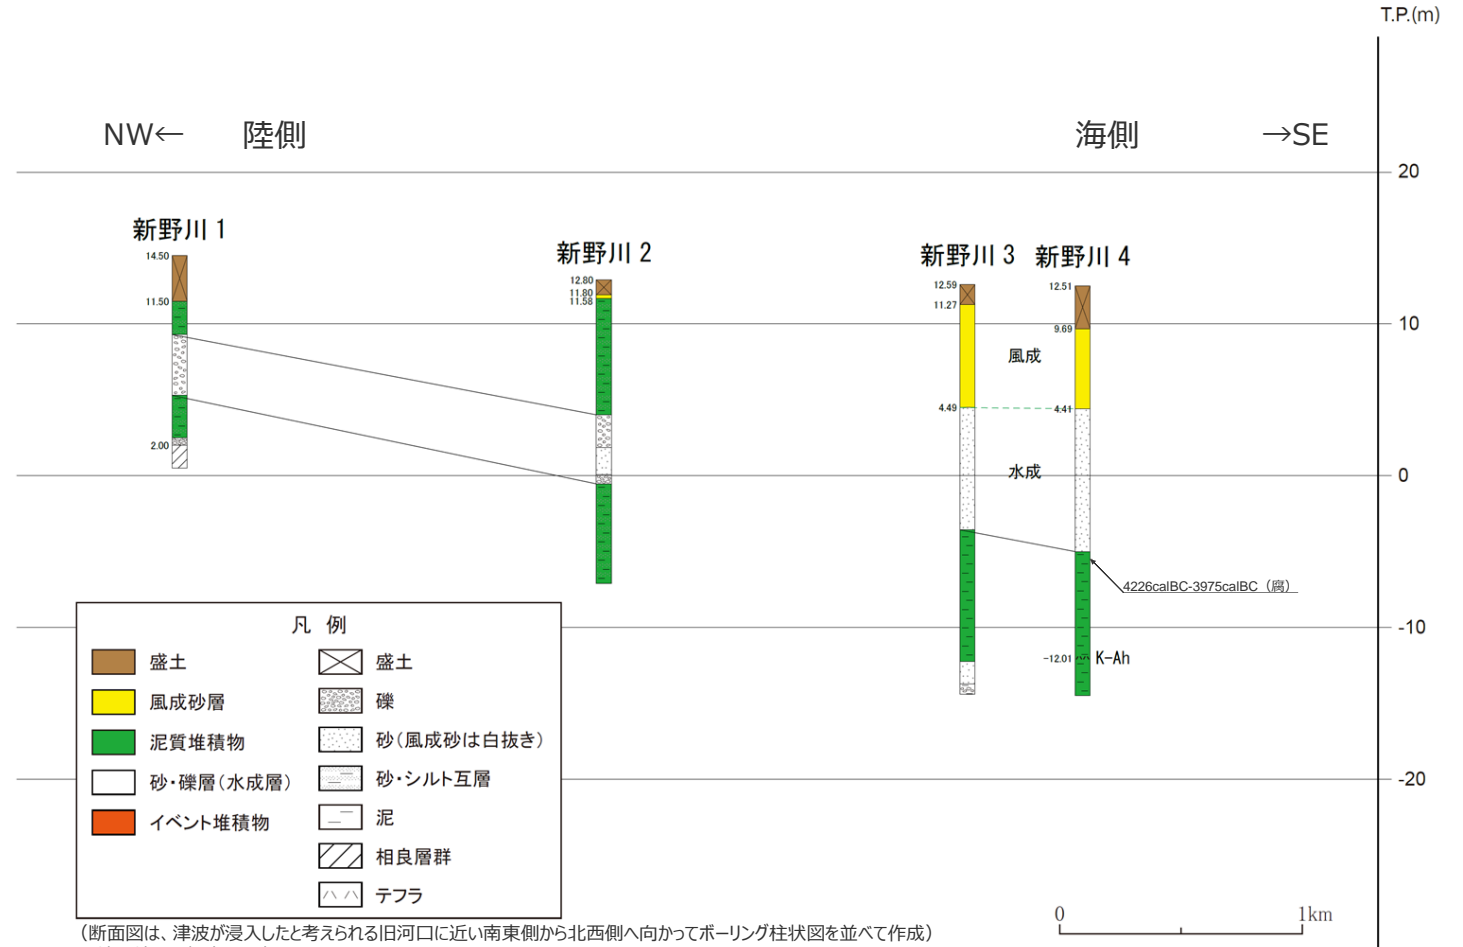 T.P.(m)
NW← 陸側 海側 →SE
20
新野川１
新野川２
新野川３ 新野川４
14.50
11.50
2.00
12.80
11.80
11.58
12.59
11.27
4.49
12.51
9.69
4.41
10
風成
水成
0
4226calBC-3975calBC（腐）
-10
-12.01 K-Ah
-20
凡 例
盛土
風成砂層
泥質堆積物
砂・礫層(水成層)
イベント堆積物
盛土
礫
砂(風成砂は白抜き)
砂・シルト互層
泥
相良層群
テフラ
0 1km
（断面図は、津波が浸入したと考えられる旧河口に近い南東側から北西側へ向かってボーリング柱状図を並べて作成）